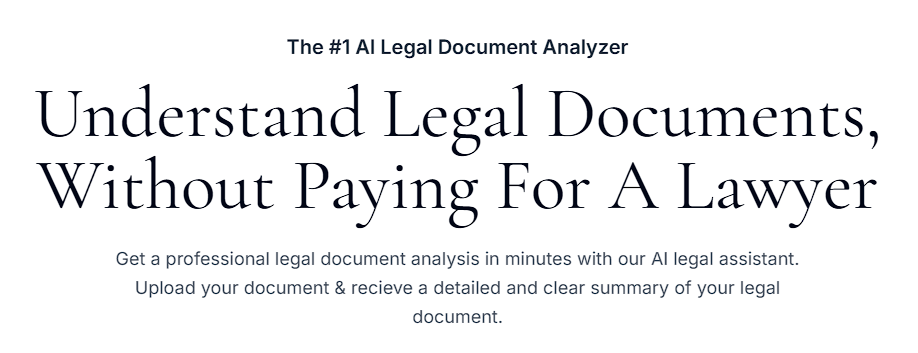 The #1 AI Legal Document Analyzer
Understand Legal Documents,
Without Paying For A Lawyer
Get a professional legal document analysis in minutes with our AI legal assistant.
Upload your document & recieve a detailed and clear summary of your legal
document.